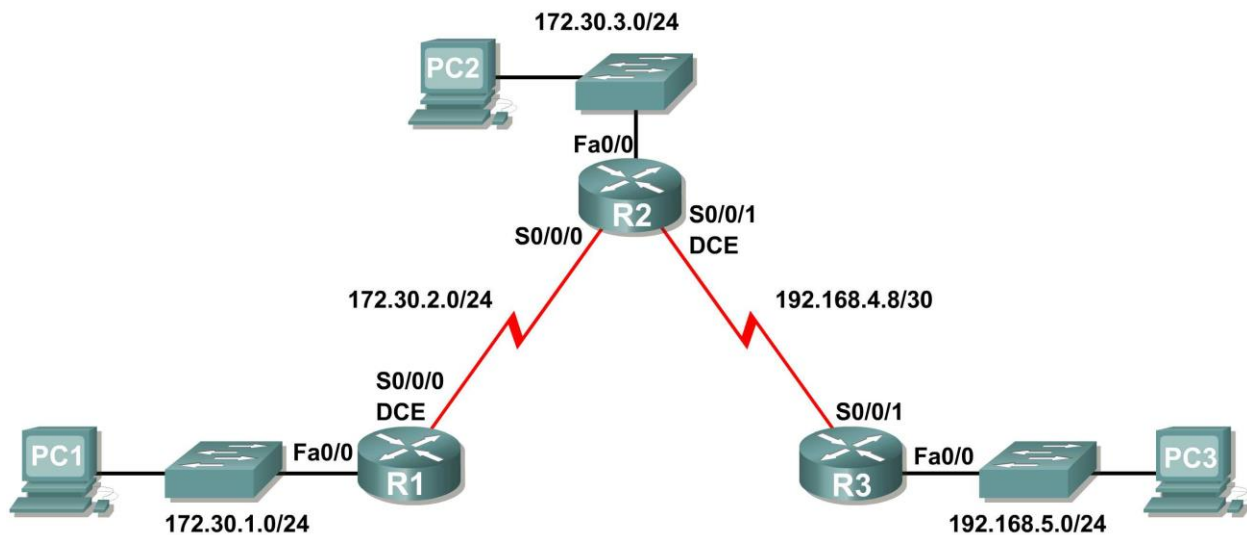 172.30.3.0/24
PC2
Fa0/0
R2
S0/0/1
DCE
S0/0/0
172.30.2.0/24
192.168.4.8/30
S0/0/0
DCE
S0/0/1
PC1
Fa0/0
R1
R3
Fa0/0
PC3
172.30.1.0/24
192.168.5.0/24